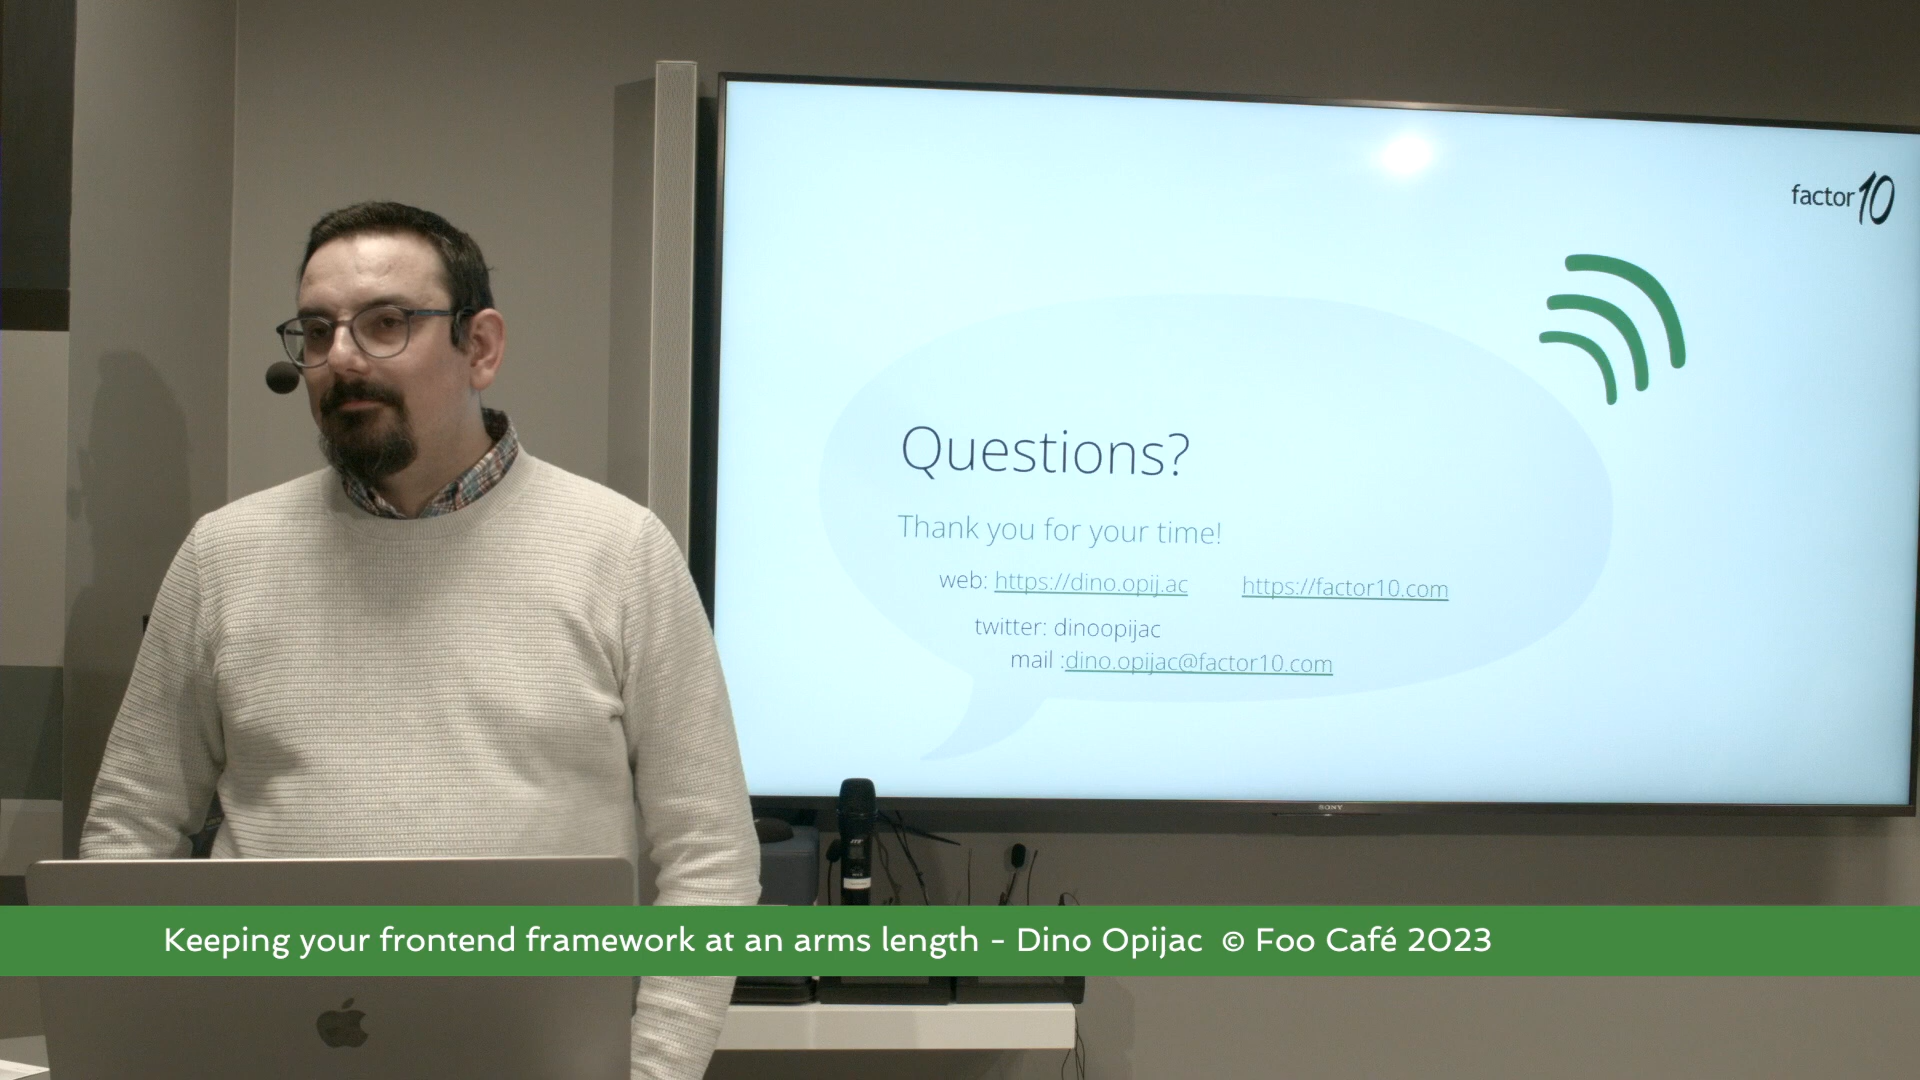 factor10
Questions?
Thank you for your time!
web: https://dino.opij.ac https://factor10.com
twitter: dinoopijac
mail :dino.opijac@factor10.com
SONY
Keeping your frontend framework at an arms length - Dino Opijac © Foo Café 2023